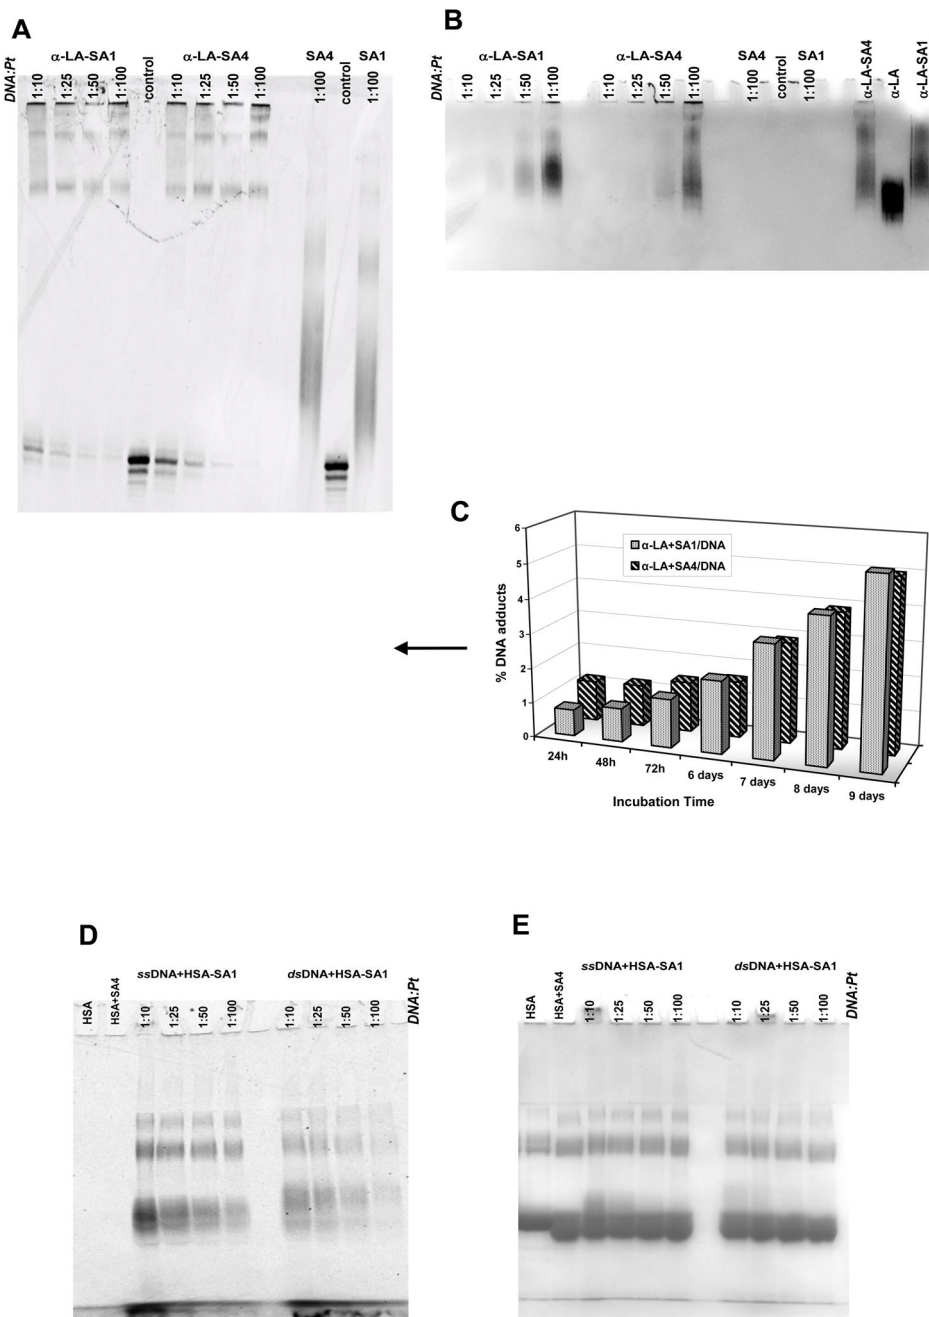 A
α-LA-SA1 α-LA-SA4 SA4 SA1
DNA:Pt 1:10 1:25 1:50 1:100 control 1:10 1:25 1:50 1:100 1:100 control 1:100
B
α-LA-SA1 α-LA-SA4 SA4 SA1
DNA:Pt 1:10 1:25 1:50 1:100 1:10 1:25 1:50 1:100 1:100 control 1:100 α-LA-SA4 α-LA α-LA-SA1
C
% DNA adducts
6
5
4
3
2
1
0
α-LA+SA1/DNA
α-LA+SA4/DNA
24h 48h 72h 6 days 7 days 8 days 9 days
Incubation Time
D
ssDNA+HSA-SA1 dsDNA+HSA-SA1
HSA HSA+SA4 1:10 1:25 1:50 1:100 1:10 1:25 1:50 1:100 DNA:Pt
E
ssDNA+HSA-SA1 dsDNA+HSA-SA1
HSA HSA+SA4 1:10 1:25 1:50 1:100 1:10 1:25 1:50 1:100 DNA:Pt